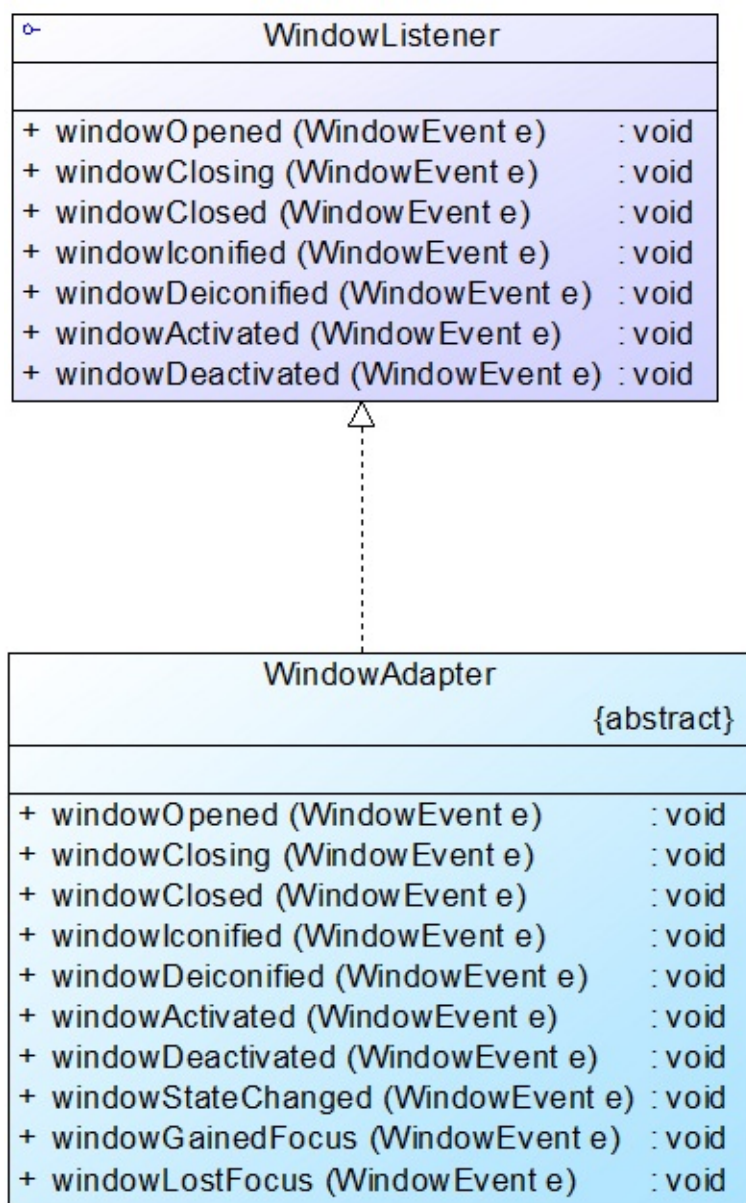 WindowListener
+ windowOpened (WindowEvent e) : void
+ windowClosing (WindowEvent e) : void
+ windowClosed (WindowEvent e) : void
+ windowIconified (WindowEvent e) : void
+ windowDeiconified (WindowEvent e) : void
+ windowActivated (WindowEvent e) : void
+ windowDeactivated (WindowEvent e) : void
WindowAdapter
{abstract}
+ windowOpened (WindowEvent e) : void
+ windowClosing (WindowEvent e) : void
+ windowClosed (WindowEvent e) : void
+ windowIconified (WindowEvent e) : void
+ windowDeiconified (WindowEvent e) : void
+ windowActivated (WindowEvent e) : void
+ windowDeactivated (WindowEvent e) : void
+ windowStateChanged (WindowEvent e) : void
+ windowGainedFocus (WindowEvent e) : void
+ windowLostFocus (WindowEvent e) : void